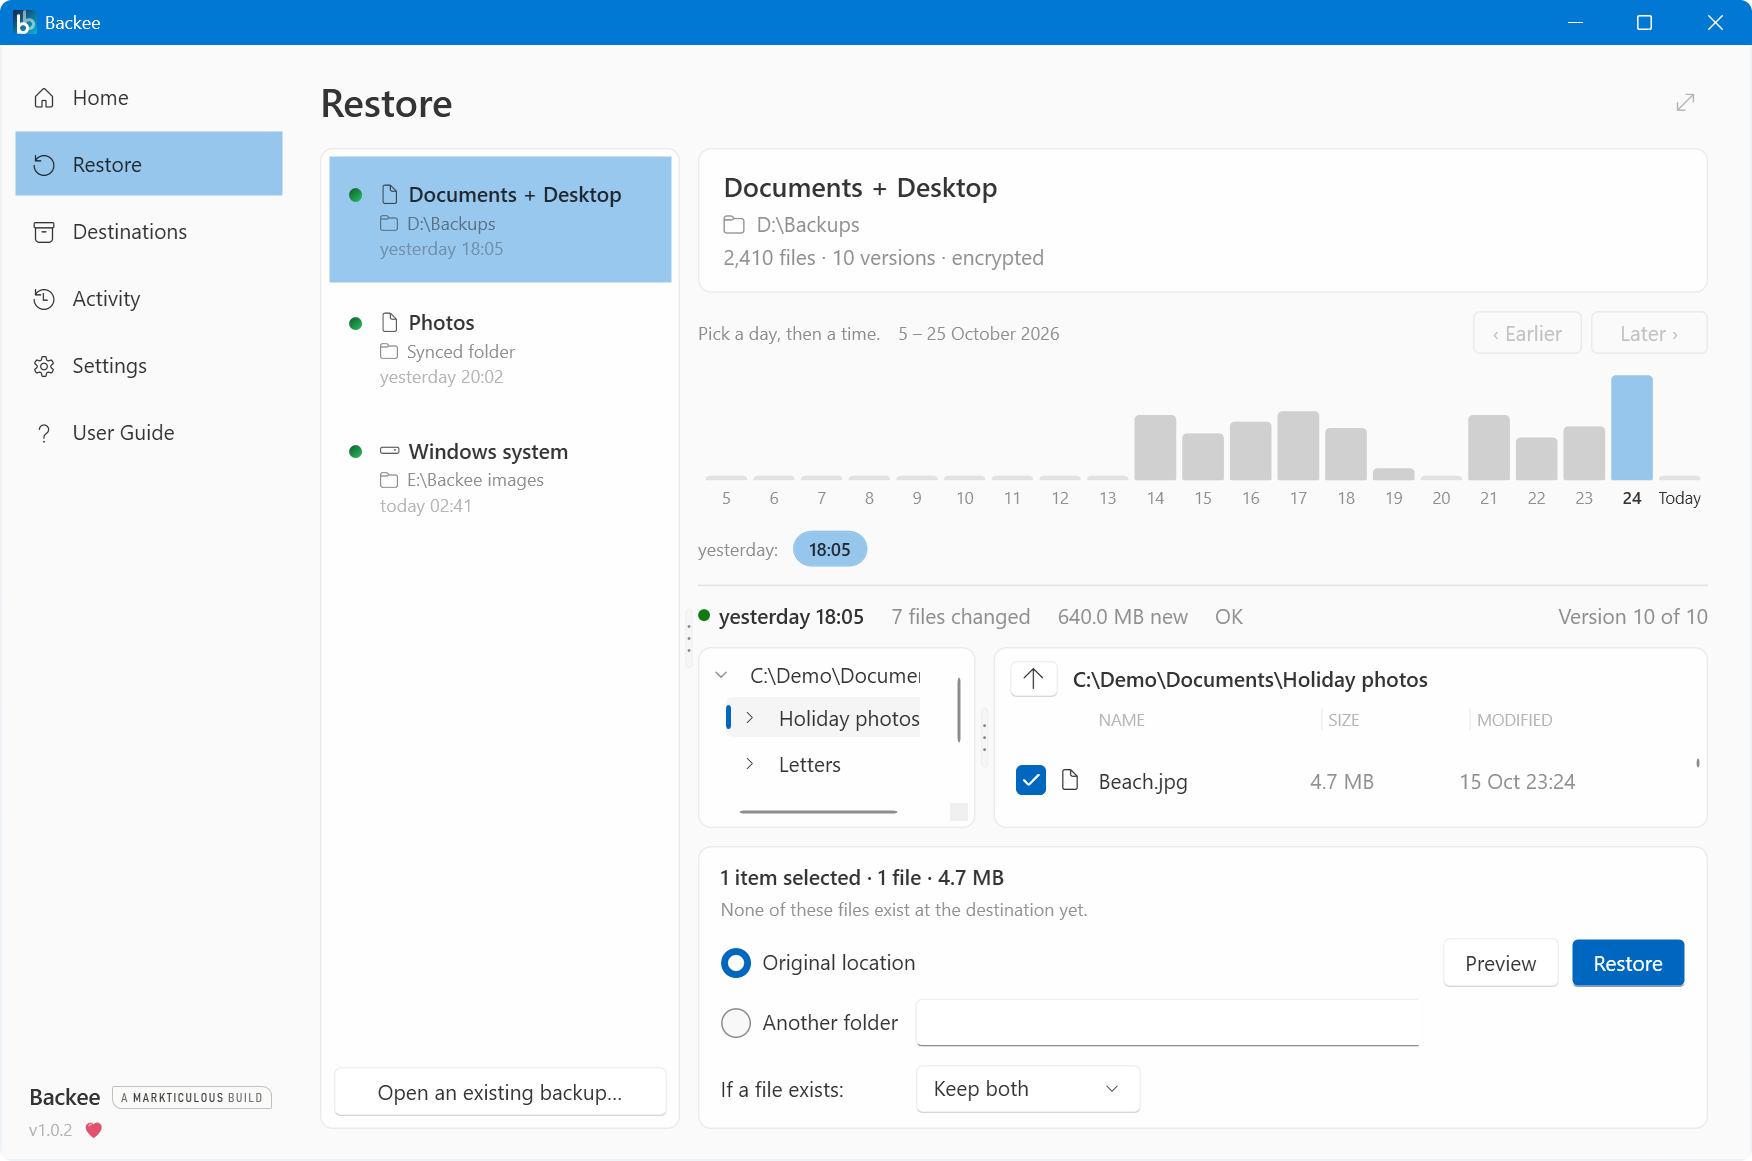 Backee
Home
Restore
Destinations
Activity
Settings
User Guide
Backee A MARKTICULOUS BUILD
v1.0.2
Restore
Documents + Desktop
D:\Backups
yesterday 18:05
Photos
Synced folder
yesterday 20:02
Windows system
E:\Backee images
today 02:41
Open an existing backup...
Documents + Desktop
D:\Backups
2,410 files · 10 versions · encrypted
Pick a day, then a time. 5 – 25 October 2026
‹ Earlier
Later ›
5 6 7 8 9 10 11 12 13 14 15 16 17 18 19 20 21 22 23 24 Today
yesterday: 18:05
yesterday 18:05 7 files changed 640.0 MB new OK Version 10 of 10
C:\Demo\Documen
Holiday photos
Letters
C:\Demo\Documents\Holiday photos
NAME SIZE MODIFIED
Beach.jpg 4.7 MB 15 Oct 23:24
1 item selected · 1 file · 4.7 MB
None of these files exist at the destination yet.
Original location
Preview
Restore
Another folder
If a file exists: Keep both